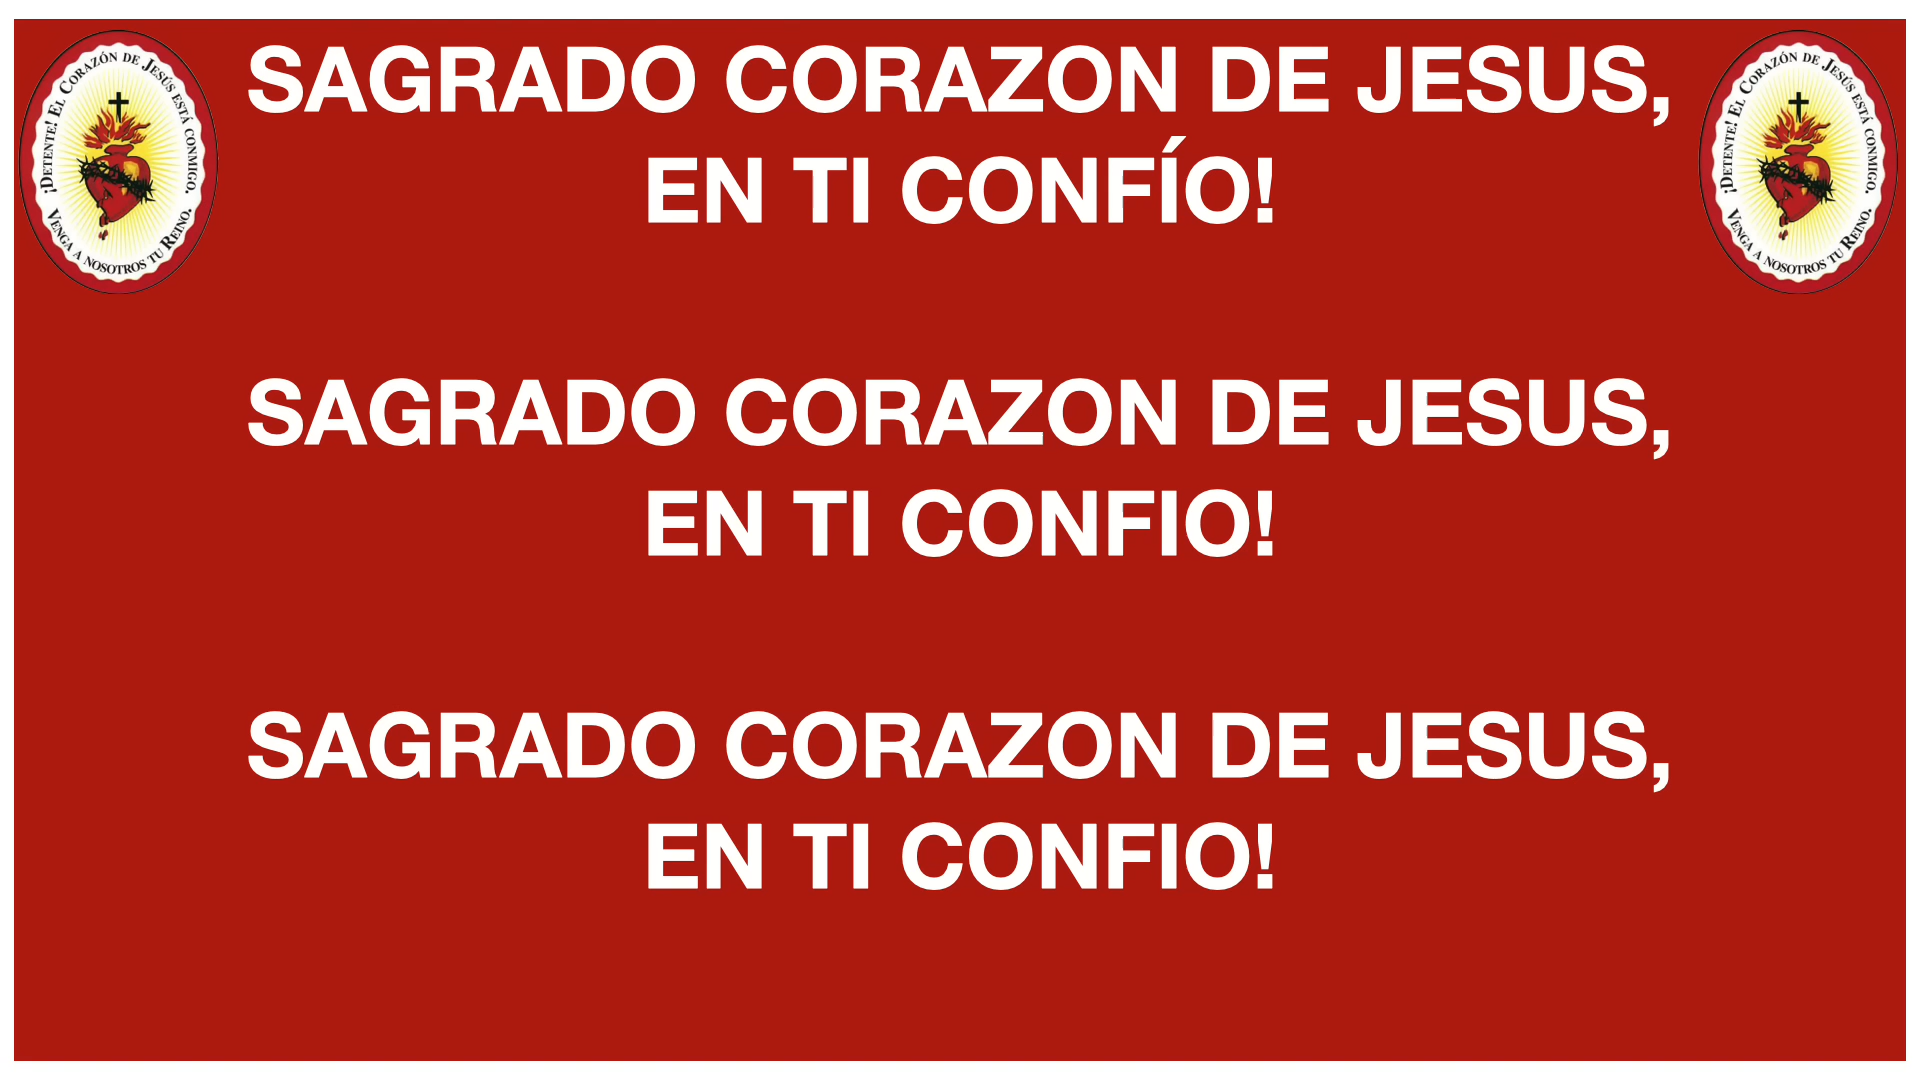 SAGRADO CORAZON DE JESUS,
EN TI CONFÍO!
SAGRADO CORAZON DE JESUS,
EN TI CONFIO!
SAGRADO CORAZON DE JESUS,
EN TI CONFIO!
¡DETENTE! EL CORAZÓN DE JESÚS ESTÁ CONMIGO.
VENGA A NOSOTROS TU REINO.
¡DETENTE! EL CORAZÓN DE JESÚS ESTÁ CONMIGO.
VENGA A NOSOTROS TU REINO.